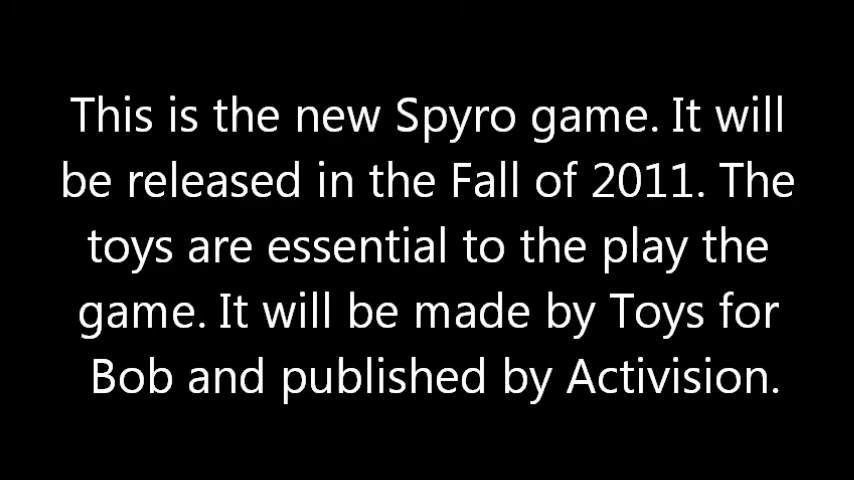 This is the new Spyro game. It will
be released in the Fall of 2011. The
toys are essential to the play the
game. It will be made by Toys for
Bob and published by Activision.